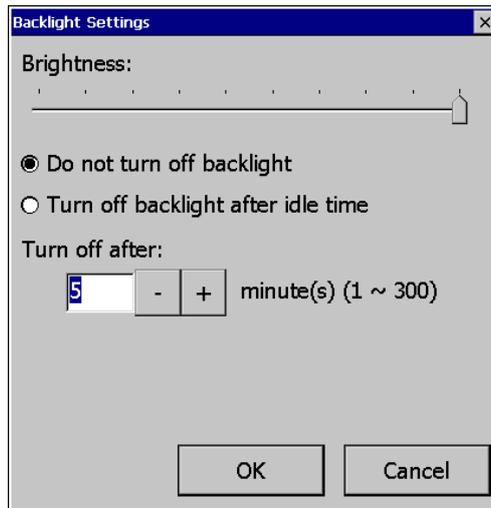 Backlight Settings
Brightness:
Do not turn off backlight
Turn off backlight after idle time
Turn off after:
5 - + minute(s) (1 ~ 300)
OK Cancel